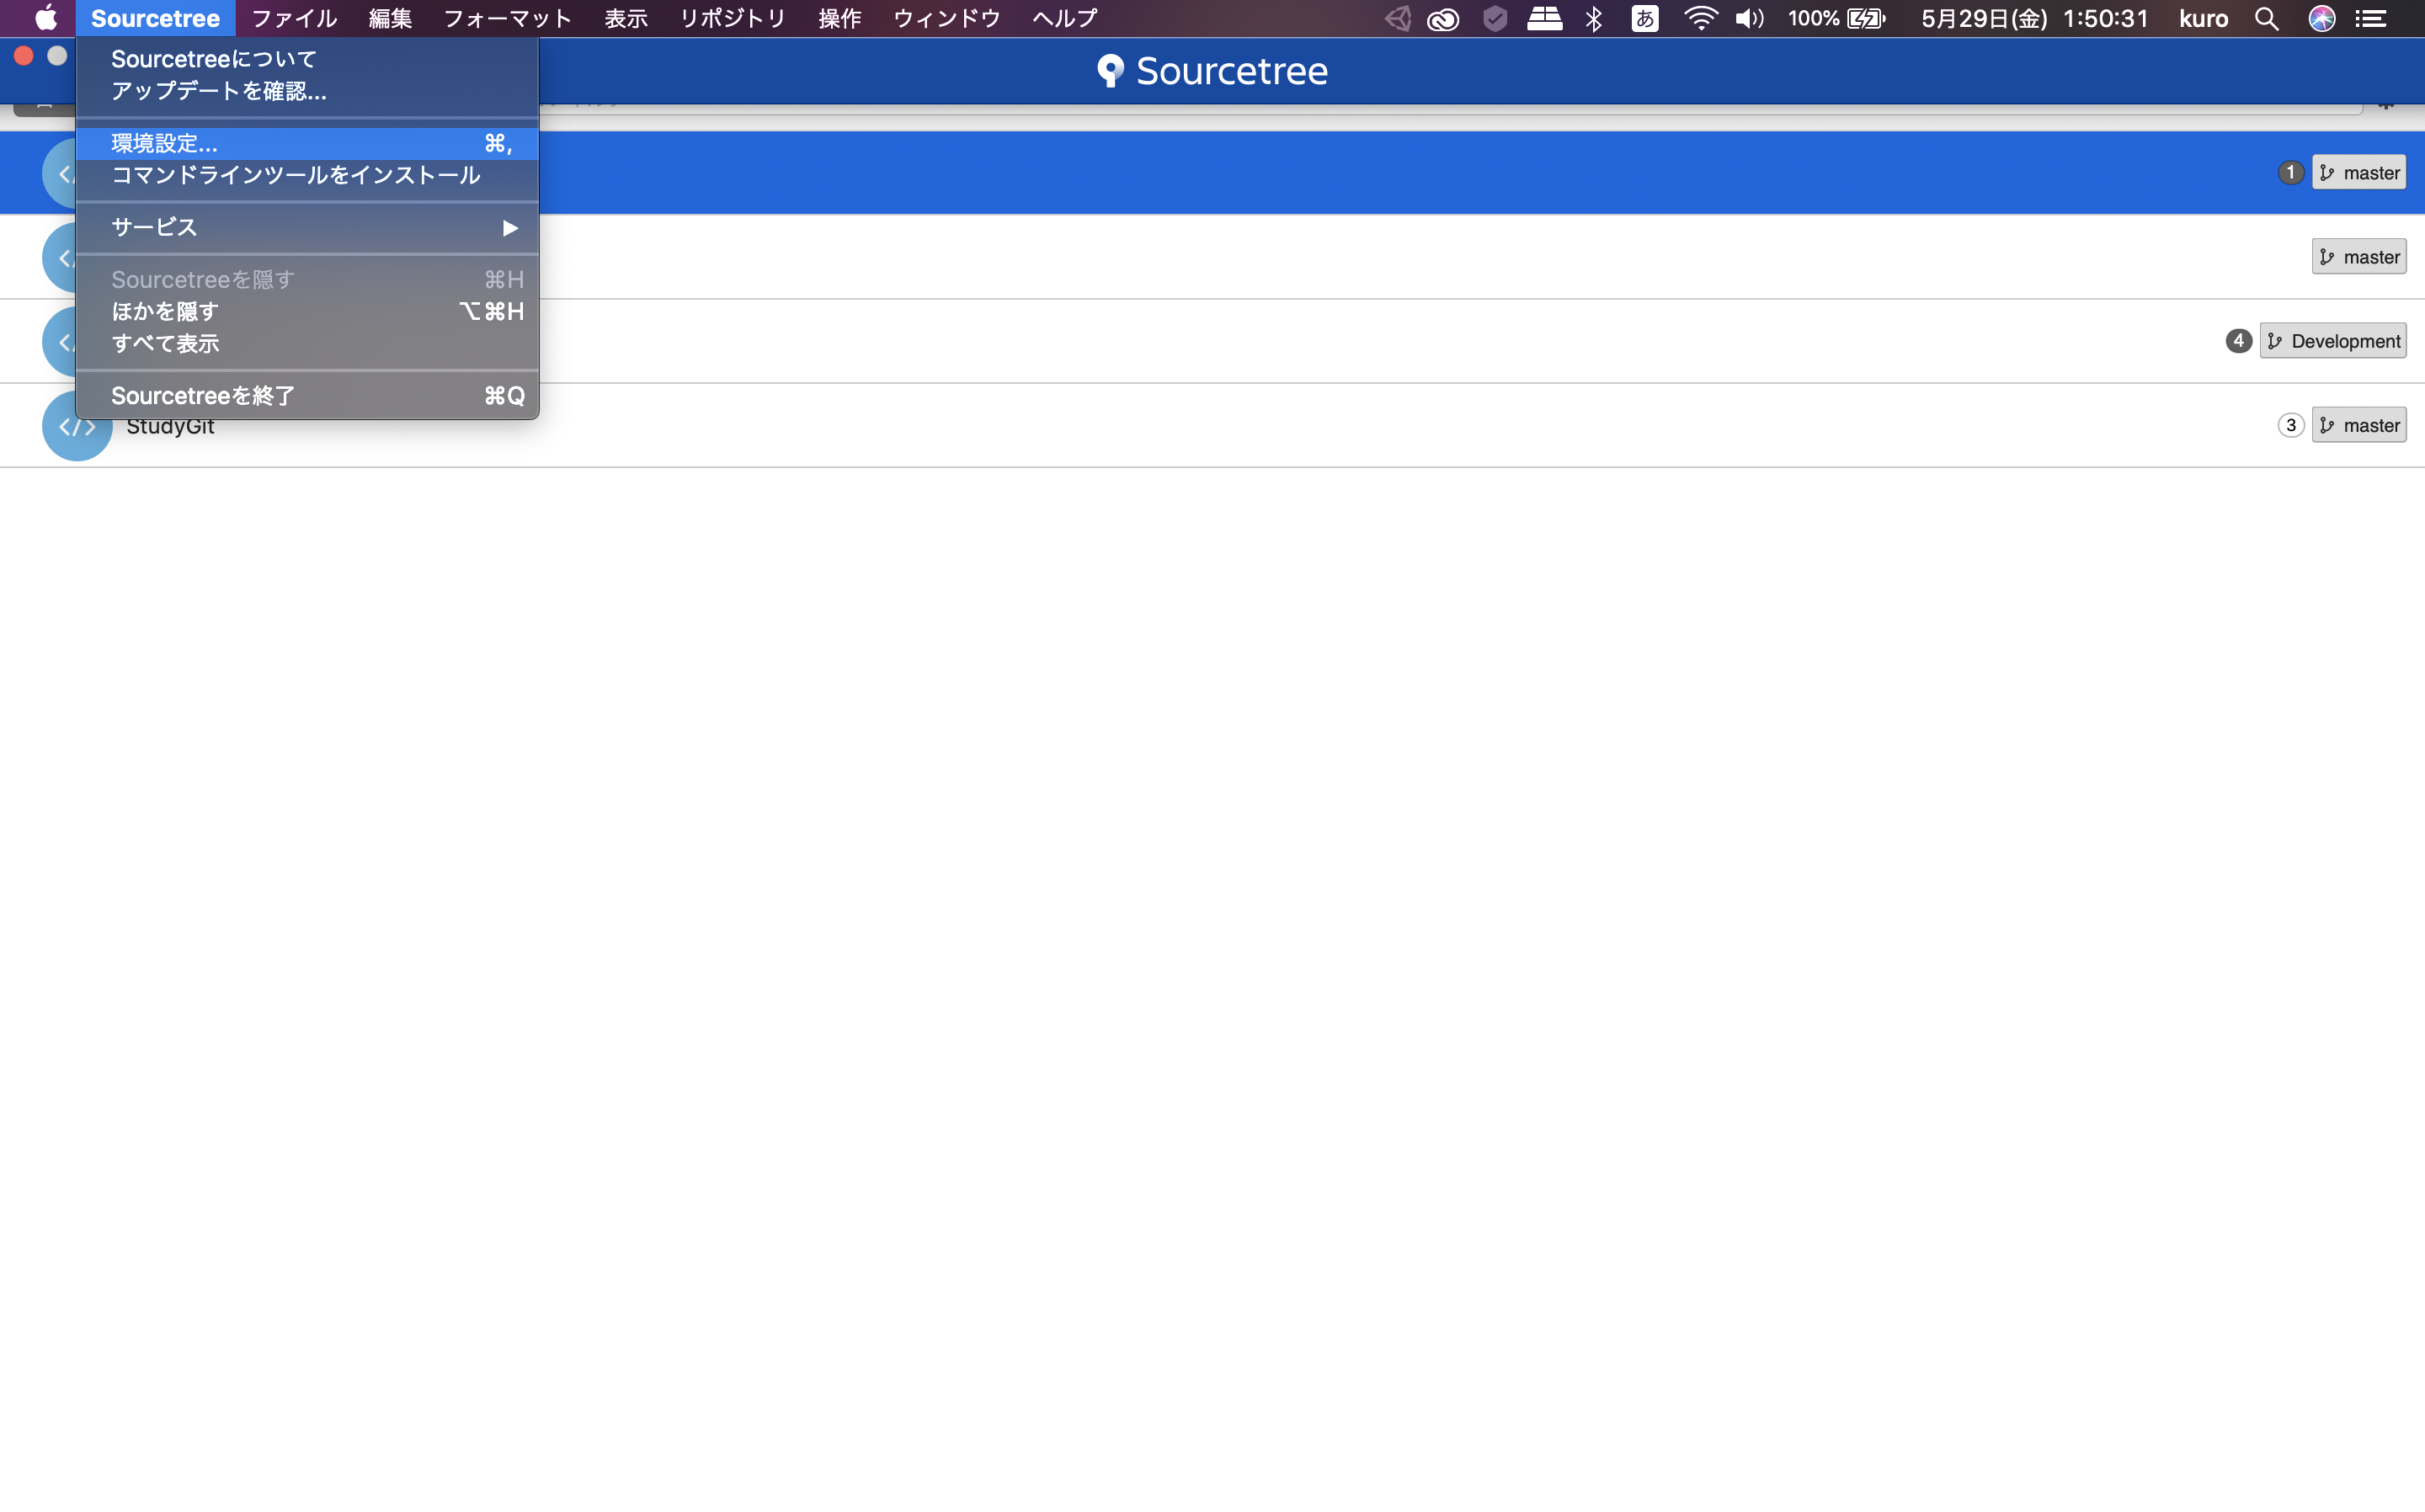 Sourcetree ファイル 編集 フォーマット 表示 リポジトリ 操作 ウィンドウ ヘルプ あ 100% 5月29日(金) 1:50:31 kuro
Sourcetree
Sourcetreeについて
アップデートを確認...
環境設定... ⌘,
コマンドラインツールをインストール
サービス ▶
Sourcetreeを隠す ⌘H
ほかを隠す ⌥⌘H
すべて表示
Sourcetreeを終了 ⌘Q
1 master
master
4 Development
</> StudyGit 3 master